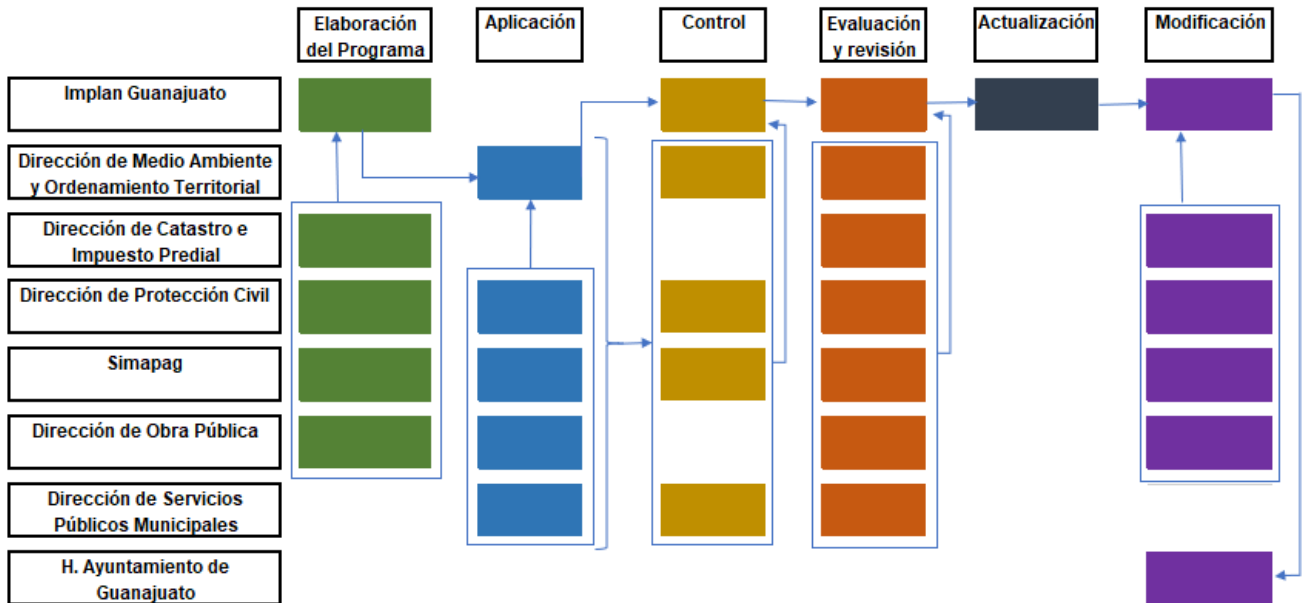 Elaboración
del Programa
Aplicación
Control
Evaluación
y revisión
Actualización
Modificación
Implan Guanajuato
Dirección de Medio Ambiente
y Ordenamiento Territorial
Dirección de Catastro e
Impuesto Predial
Dirección de Protección Civil
Simapag
Dirección de Obra Pública
Dirección de Servicios
Públicos Municipales
H. Ayuntamiento de
Guanajuato